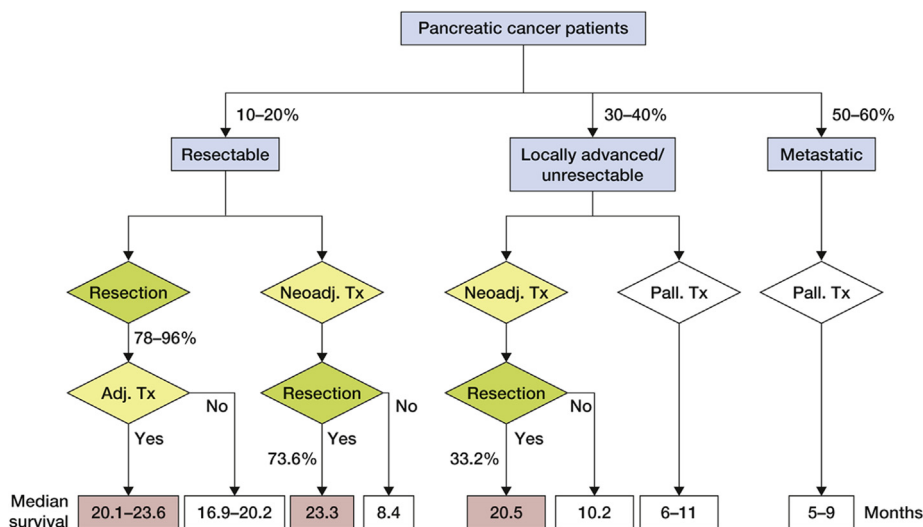 Pancreatic cancer patients
10–20%
30–40%
50–60%
Resectable
Locally advanced/
unresectable
Metastatic
Resection
Neoadj. Tx
Neoadj. Tx
Pall. Tx
Pall. Tx
78–96%
Adj. Tx
No
Resection
No
Resection
No
Yes
Yes
Yes
73.6%
33.2%
Median
survival
20.1–23.6
16.9–20.2
23.3
8.4
20.5
10.2
6–11
5–9
Months